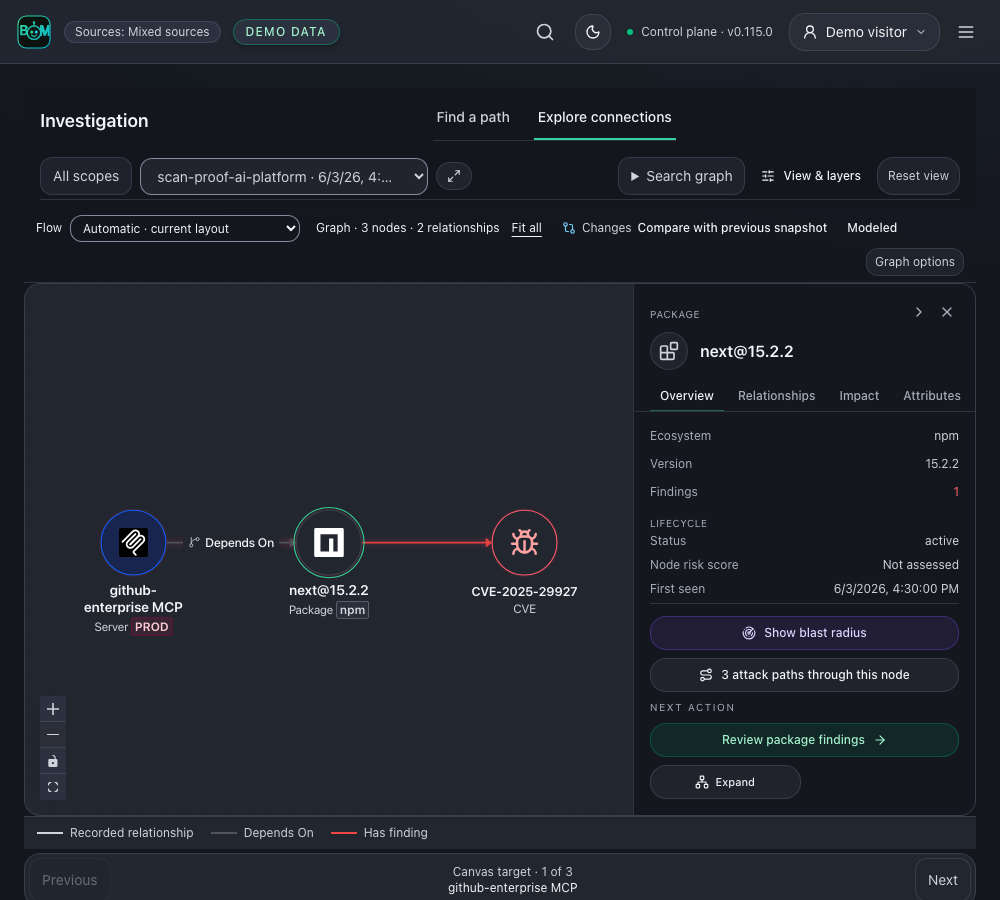 BOM
Sources: Mixed sources
DEMO DATA
Control plane · v0.115.0
Demo visitor
Investigation
Find a path
Explore connections
All scopes
scan-proof-ai-platform · 6/3/26, 4:...
Search graph
View & layers
Reset view
Flow
Automatic · current layout
Graph · 3 nodes · 2 relationships
Fit all
Changes
Compare with previous snapshot
Modeled
Graph options
Depends On
github-
enterprise MCP
Server PROD
next@15.2.2
Package npm
CVE-2025-29927
CVE
PACKAGE
next@15.2.2
Overview
Relationships
Impact
Attributes
Ecosystem npm
Version 15.2.2
Findings 1
LIFECYCLE
Status active
Node risk score Not assessed
First seen 6/3/2026, 4:30:00 PM
Show blast radius
3 attack paths through this node
NEXT ACTION
Review package findings
Expand
Recorded relationship
Depends On
Has finding
Previous
Canvas target · 1 of 3
github-enterprise MCP
Next